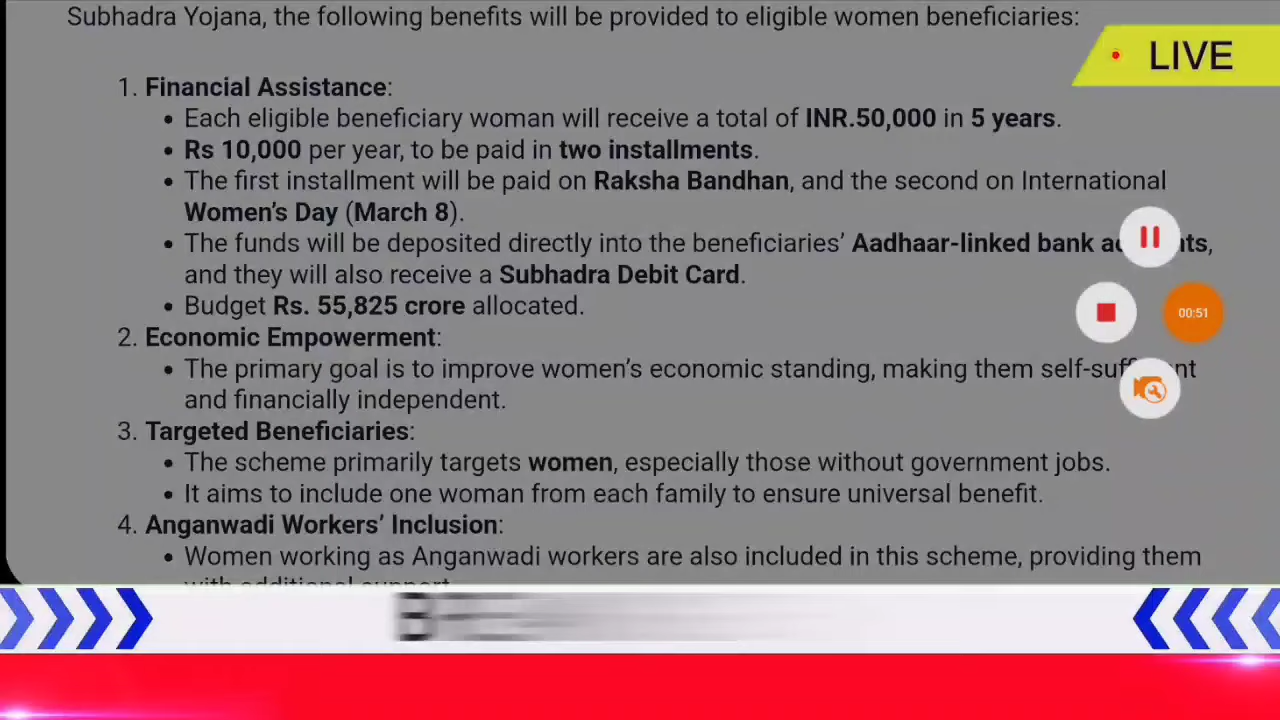 Subhadra Yojana, the following benefits will be provided to eligible women beneficiaries:
LIVE
1. Financial Assistance:
• Each eligible beneficiary woman will receive a total of INR.50,000 in 5 years.
• Rs 10,000 per year, to be paid in two installments.
• The first installment will be paid on Raksha Bandhan, and the second on International
Women’s Day (March 8).
• The funds will be deposited directly into the beneficiaries’ Aadhaar-linked bank
and they will also receive a Subhadra Debit Card.
• Budget Rs. 55,825 crore allocated.
00:51
2. Economic Empowerment:
• The primary goal is to improve women’s economic standing, making them
and financially independent.
3. Targeted Beneficiaries:
• The scheme primarily targets women, especially those without government jobs.
• It aims to include one woman from each family to ensure universal benefit.
4. Anganwadi Workers’ Inclusion:
• Women working as Anganwadi workers are also included in this scheme, providing them